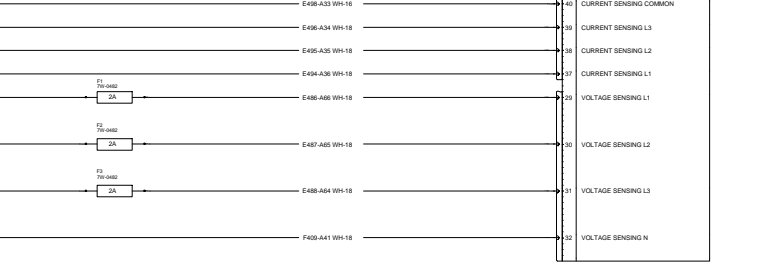 E498-A33 WH-16 40 CURRENT SENSING COMMON
E496-A34 WH-18 39 CURRENT SENSING L3
E495-A35 WH-18 38 CURRENT SENSING L2
E494-A36 WH-18 37 CURRENT SENSING L1
F1
7W-0482
2A E486-A66 WH-18 29 VOLTAGE SENSING L1
F2
7W-0482
2A E487-A65 WH-18 30 VOLTAGE SENSING L2
F3
7W-0482
2A E488-A64 WH-18 31 VOLTAGE SENSING L3
F409-A41 WH-18 32 VOLTAGE SENSING N